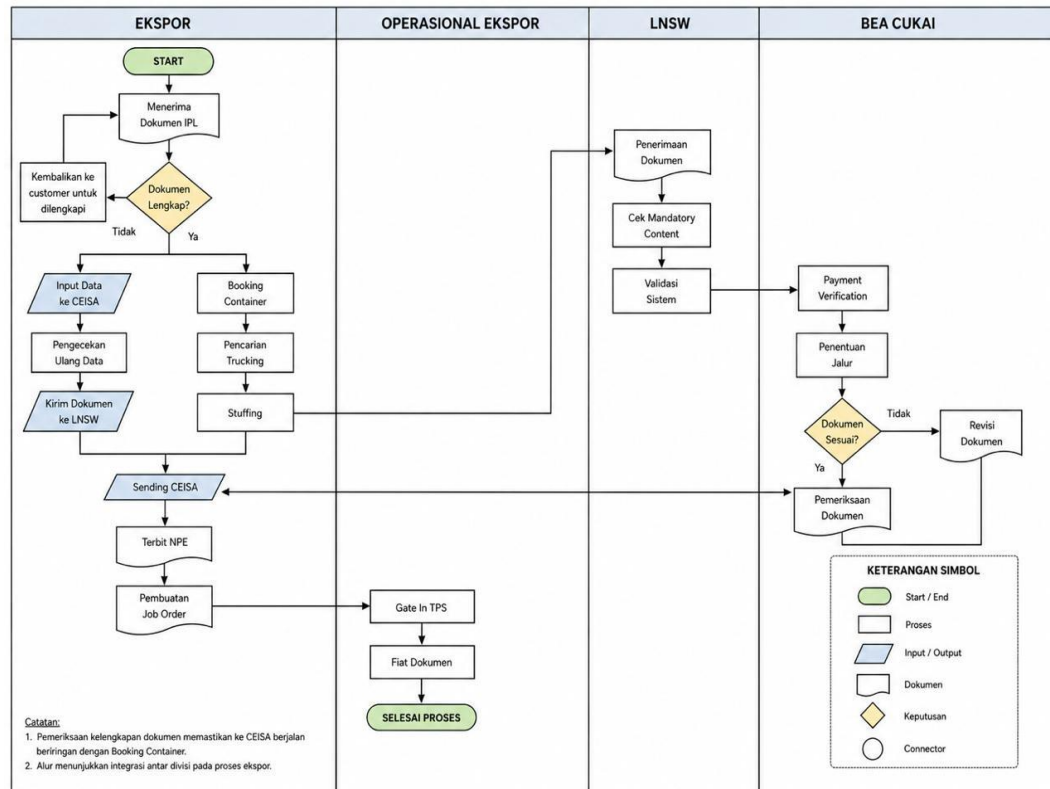 EKSPOR
OPERASIONAL EKSPOR
LNSW
BEA CUKAI
START
Menerima
Dokumen IPL
Kembalikan ke
customer untuk
dilengkapi
Dokumen
Lengkap?
Tidak
Ya
Input Data
ke CEISA
Booking
Container
Pengecekan
Ulang Data
Pencarian
Trucking
Kirim Dokumen
ke LNSW
Stuffing
Sending CEISA
Terbit NPE
Pembuatan
Job Order
Gate In TPS
Fiat Dokumen
SELESAI PROSES
Penerimaan
Dokumen
Cek Mandatory
Content
Validasi
Sistem
Payment
Verification
Penentuan
Jalur
Dokumen
Sesuai?
Tidak
Ya
Revisi
Dokumen
Pemeriksaan
Dokumen
KETERANGAN SIMBOL
Start / End
Proses
Input / Output
Dokumen
Keputusan
Connector
Catatan:
1. Pemeriksaan kelengkapan dokumen memastikan ke CEISA berjalan
beriringan dengan Booking Container.
2. Alur menunjukkan integrasi antar divisi pada proses ekspor.